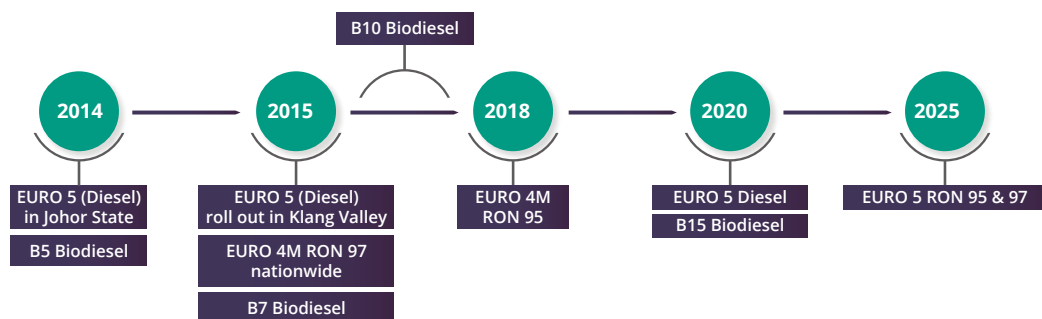 B10 Biodiesel
2014
2015
2018
2020
2025
EURO 5 (Diesel)
in Johor State
B5 Biodiesel
EURO 5 (Diesel)
roll out in Klang Valley
EURO 4M RON 97
nationwide
B7 Biodiesel
EURO 4M
RON 95
EURO 5 Diesel
B15 Biodiesel
EURO 5 RON 95 & 97